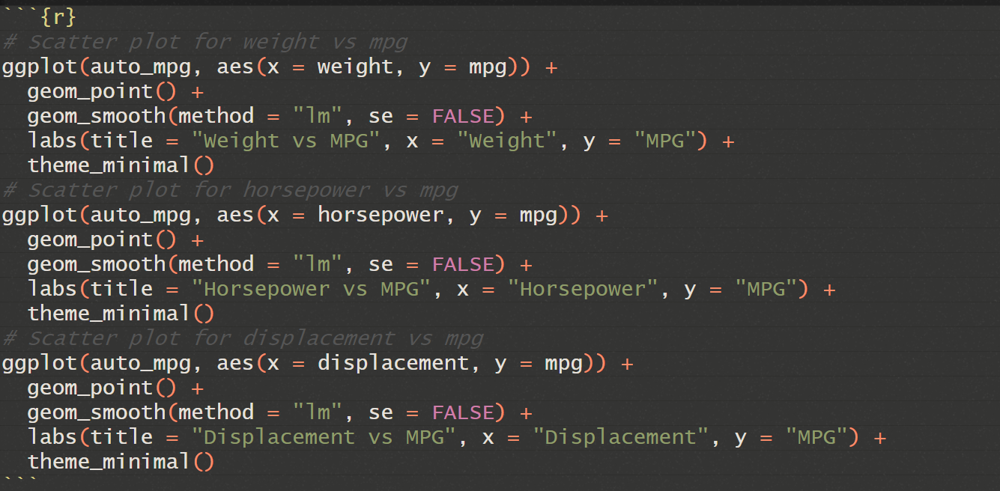 ```{r}
# Scatter plot for weight vs mpg
ggplot(auto_mpg, aes(x = weight, y = mpg)) +
  geom_point() +
  geom_smooth(method = "lm", se = FALSE) +
  labs(title = "Weight vs MPG", x = "Weight", y = "MPG") +
  theme_minimal()
# Scatter plot for horsepower vs mpg
ggplot(auto_mpg, aes(x = horsepower, y = mpg)) +
  geom_point() +
  geom_smooth(method = "lm", se = FALSE) +
  labs(title = "Horsepower vs MPG", x = "Horsepower", y = "MPG") +
  theme_minimal()
# Scatter plot for displacement vs mpg
ggplot(auto_mpg, aes(x = displacement, y = mpg)) +
  geom_point() +
  geom_smooth(method = "lm", se = FALSE) +
  labs(title = "Displacement vs MPG", x = "Displacement", y = "MPG") +
  theme_minimal()
```